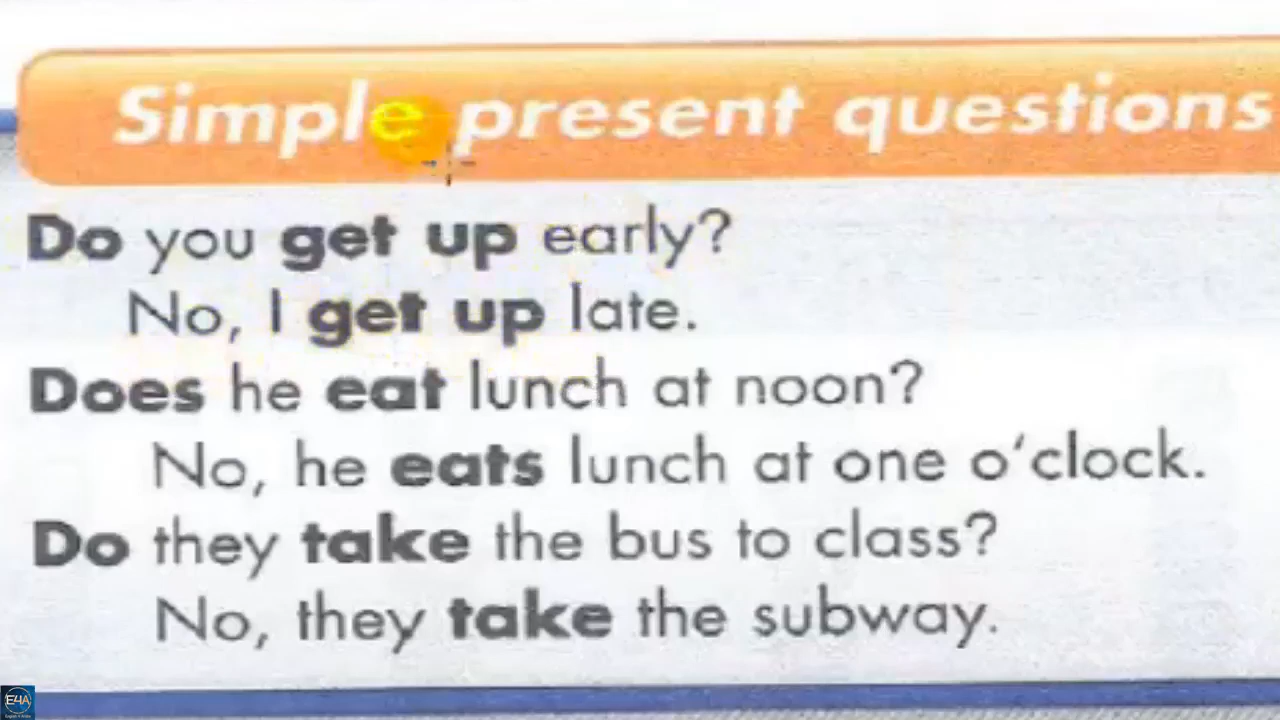 Simple present questions
Do you get up early?
No, I get up late.
Does he eat lunch at noon?
No, he eats lunch at one o'clock.
Do they take the bus to class?
No, they take the subway.
E4A